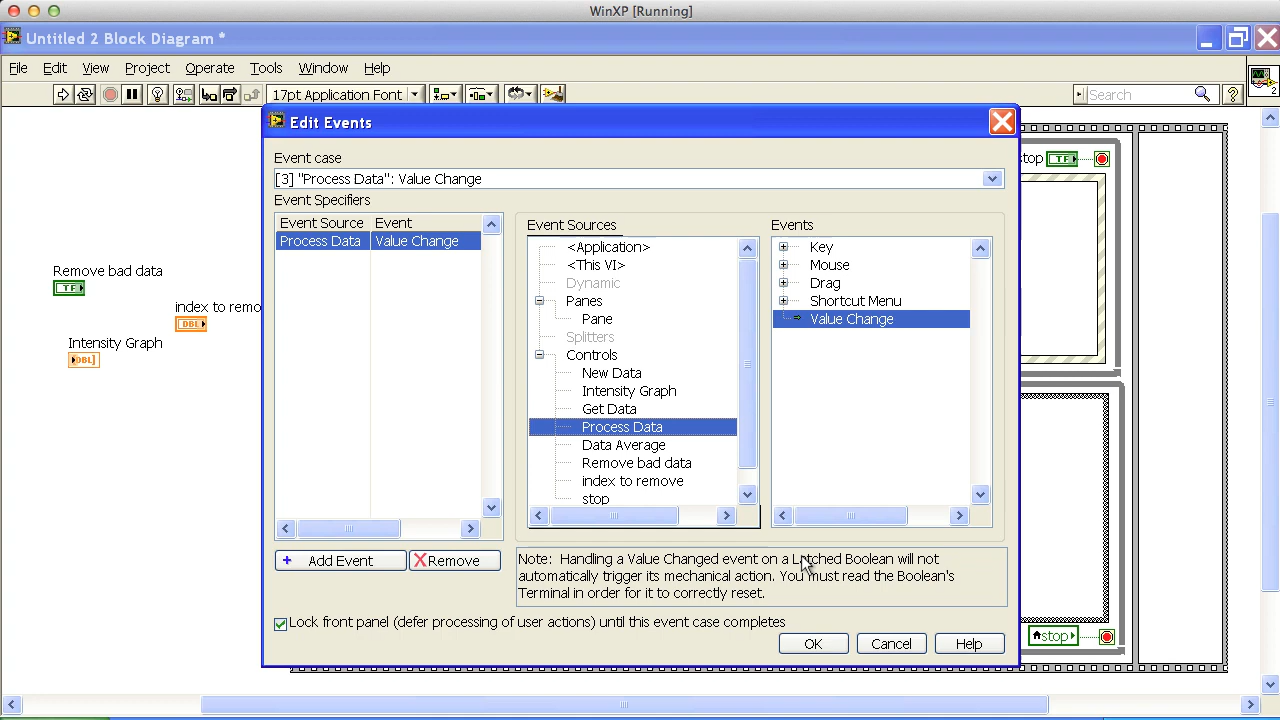 WinXP [Running]
Untitled 2 Block Diagram *
File Edit View Project Operate Tools Window Help
17pt Application Font
Search
?
2
Edit Events
Event case
[3] "Process Data": Value Change
Event Specifiers
Event Source Event
Process Data Value Change
Add Event
Remove
Event Sources
<Application>
<This VI>
Dynamic
Panes
Pane
Splitters
Controls
New Data
Intensity Graph
Get Data
Process Data
Data Average
Remove bad data
index to remove
stop
Events
Key
Mouse
Drag
Shortcut Menu
Value Change
Note: Handling a Value Changed event on a Latched Boolean will not
automatically trigger its mechanical action. You must read the Boolean's
Terminal in order for it to correctly reset.
Lock front panel (defer processing of user actions) until this event case completes
OK Cancel Help
Remove bad data
TF
index to remo
DBL
Intensity Graph
DBL]
stop TF
stop